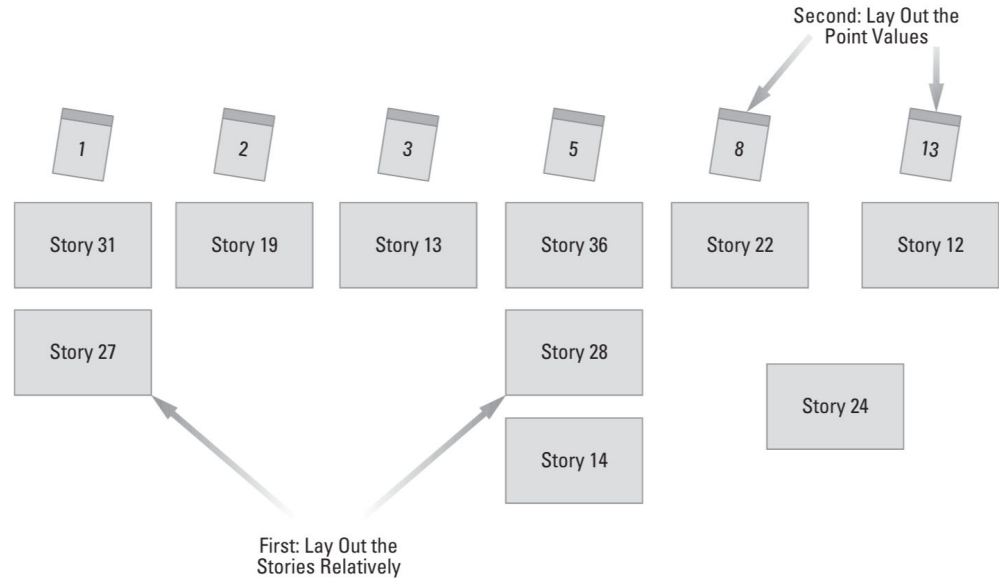 Second: Lay Out the
Point Values
1
2
3
5
8
13
Story 31
Story 19
Story 13
Story 36
Story 22
Story 12
Story 27
Story 28
Story 24
Story 14
First: Lay Out the
Stories Relatively